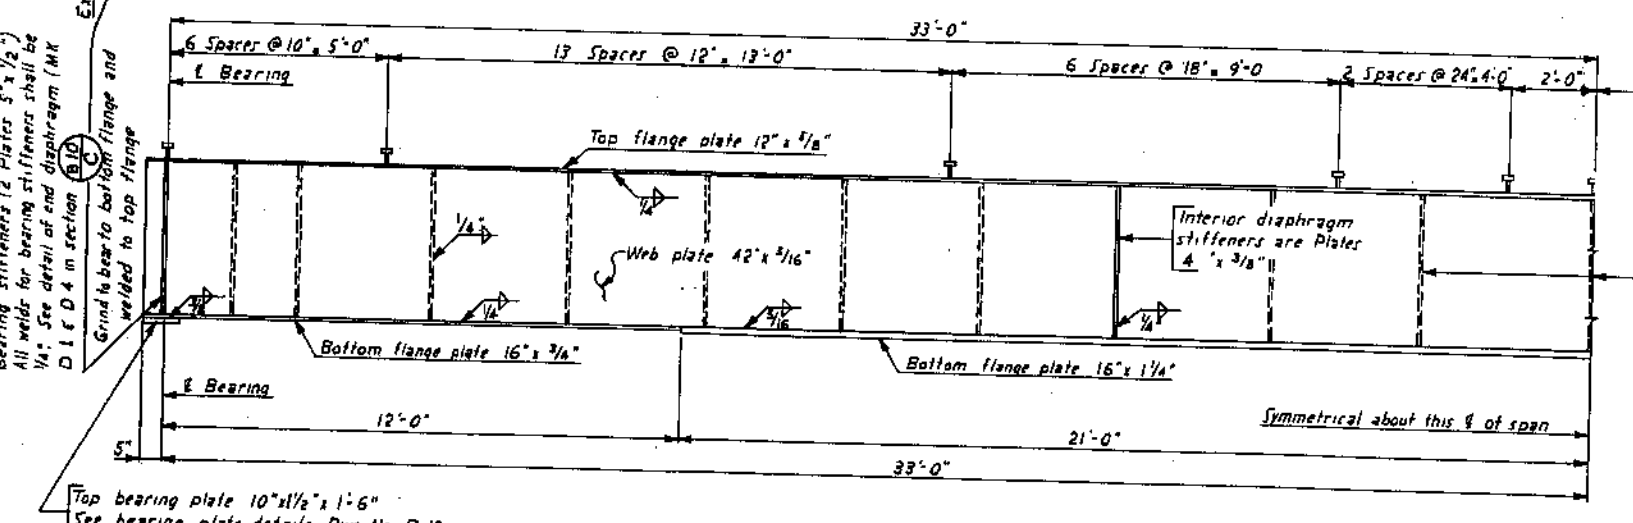 33'-0"
6 Spaces @ 10" = 5'-0"
13 Spaces @ 12" = 13'-0"
6 Spaces @ 18" = 9'-0
2 Spaces @ 24" = 4'-0
2'-0"
℄ Bearing
Top flange plate 12" x 5/8"
1/4
1/4
Web plate 42" x 5/16"
Interior diaphragm
stiffeners are Plates
4 "x 3/8"
1/4
5/16
1/4
Bottom flange plate 16" x 3/4"
Bottom flange plate 16" x 1 1/4"
℄ Bearing
12'-0"
21'-0"
Symmetrical about this ℄ of span
5"
33'-0"
Top bearing plate 10"x1 1/2"x 1'-6"
See bearing plate details
Bearing stiffeners (2 Plates 5"x 1/2")
All welds for bearing stiffeners shall be
1/4". See detail of end diaphragm (MK
D1 & D4 in section
B10
C
Grind to bear to bottom flange and
welded to top flange